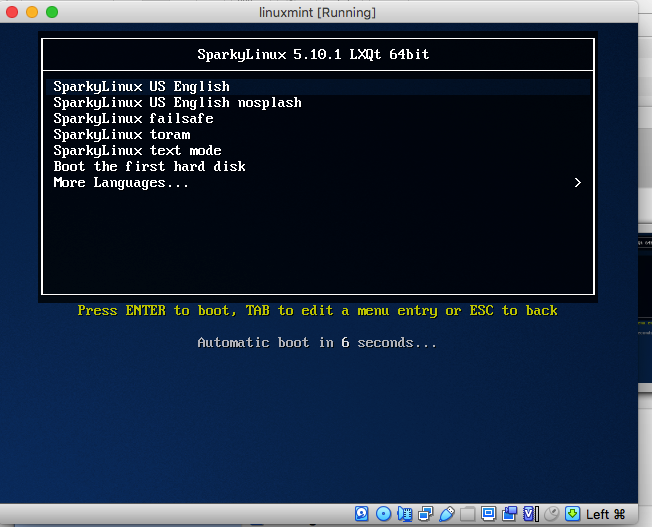 linuxmint [Running]
SparkyLinux 5.10.1 LXQt 64bit
SparkyLinux US English
SparkyLinux US English nosplash
SparkyLinux failsafe
SparkyLinux toram
SparkyLinux text mode
Boot the first hard disk
More Languages... >
Press ENTER to boot, TAB to edit a menu entry or ESC to back
Automatic boot in 6 seconds...
Left ⌘